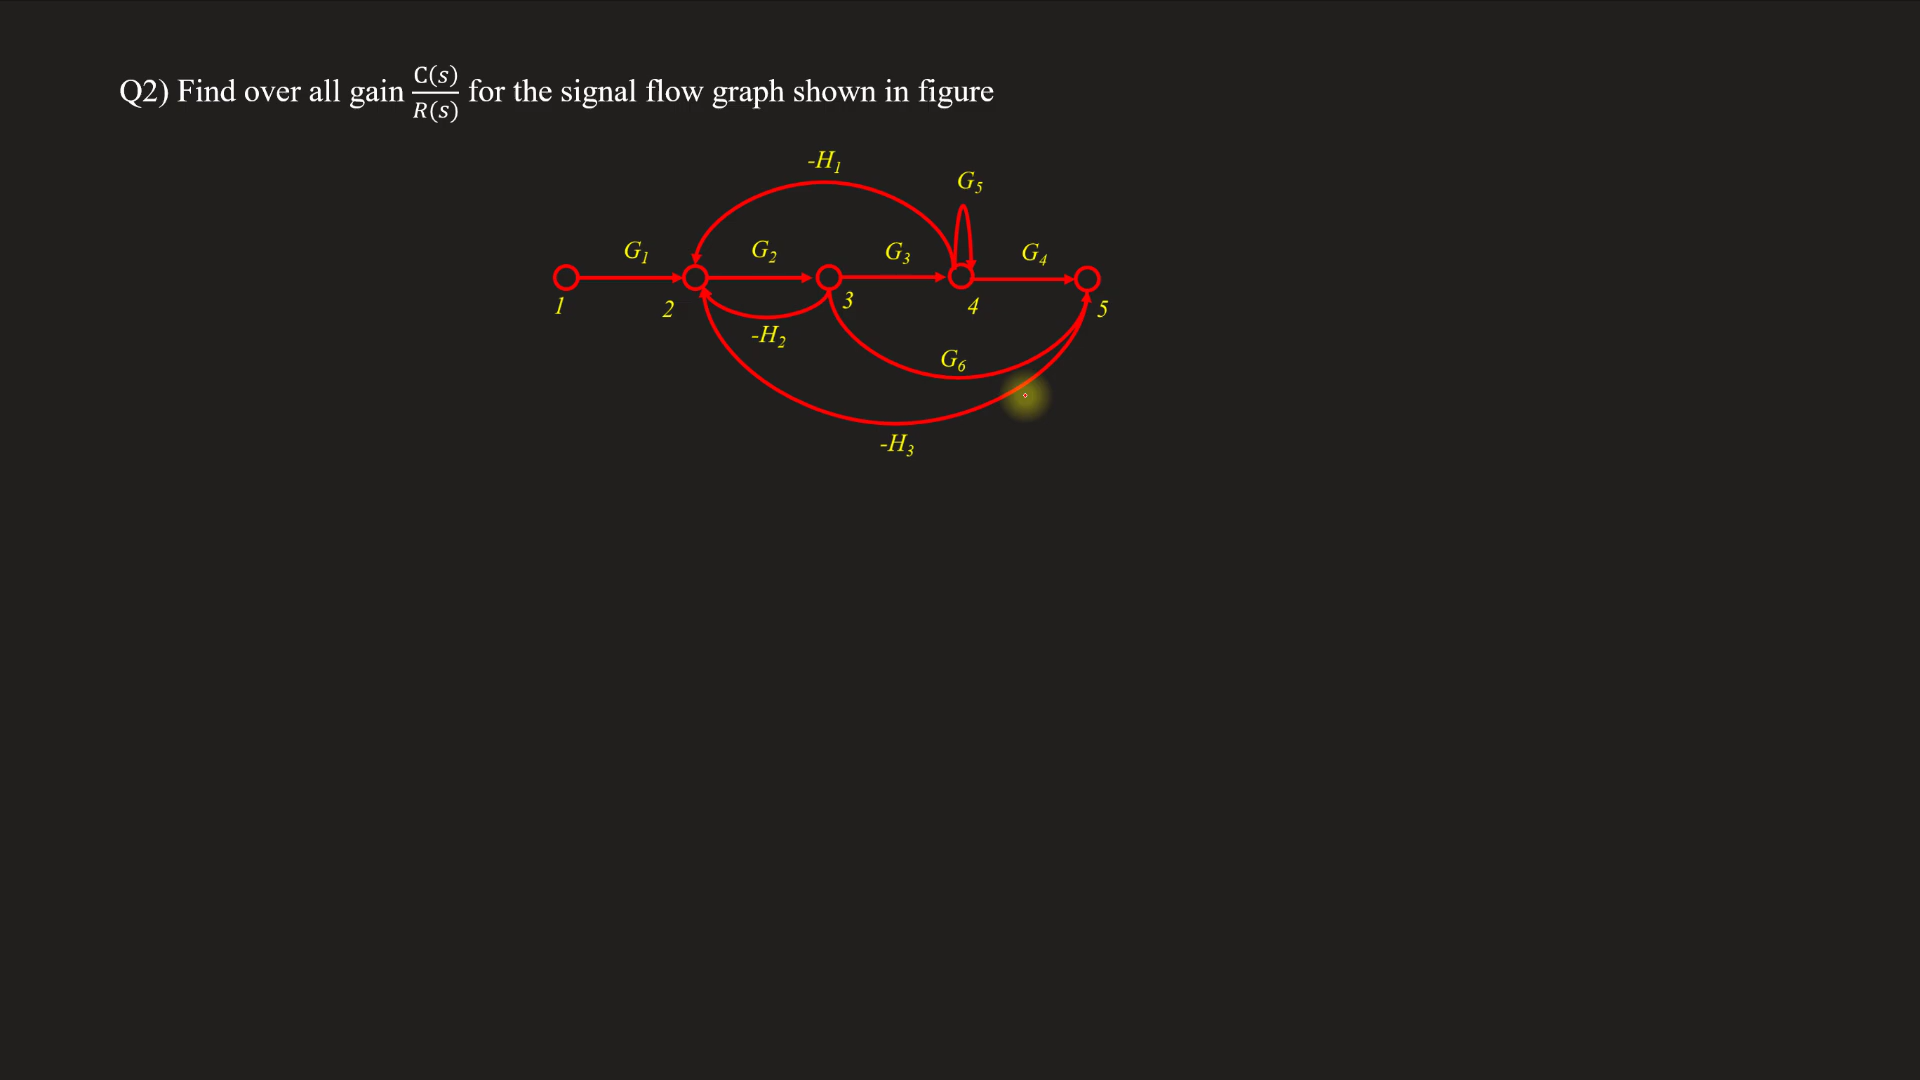 Q2) Find over all gain C(s)/R(s) for the signal flow graph shown in figure
-H₁
G₅
G₁ G₂ G₃ G₄
1 2 3 4 5
-H₂
G₆
-H₃